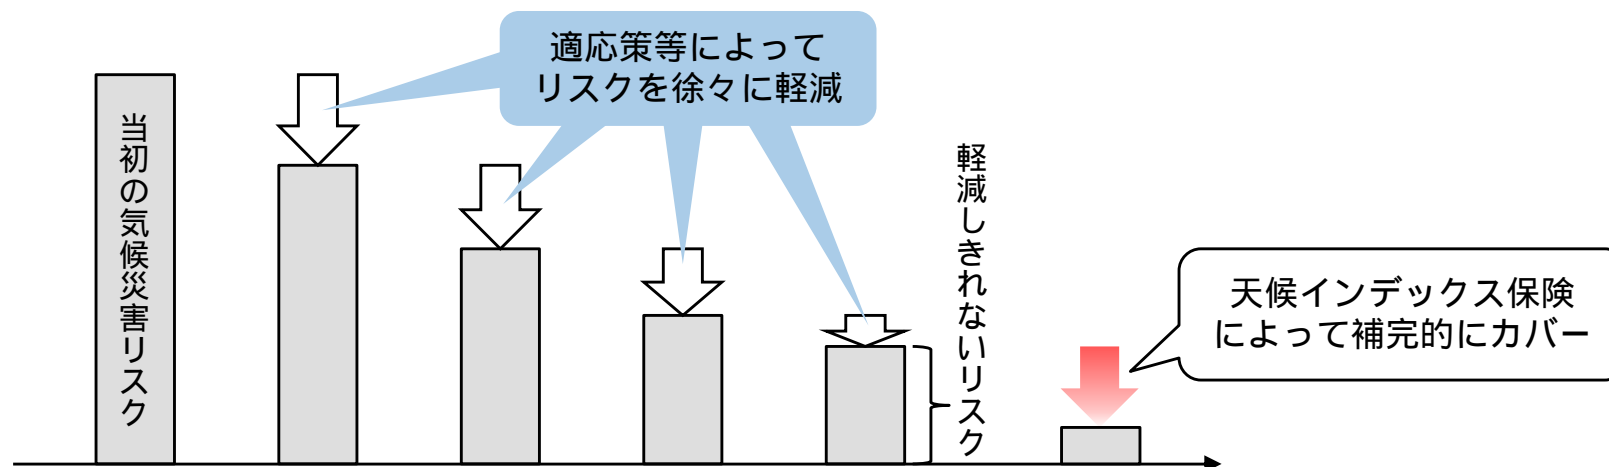 適応策等によって
リスクを徐々に軽減
当初の気候災害リスク
軽減しきれないリスク
天候インデックス保険
によって補完的にカバー